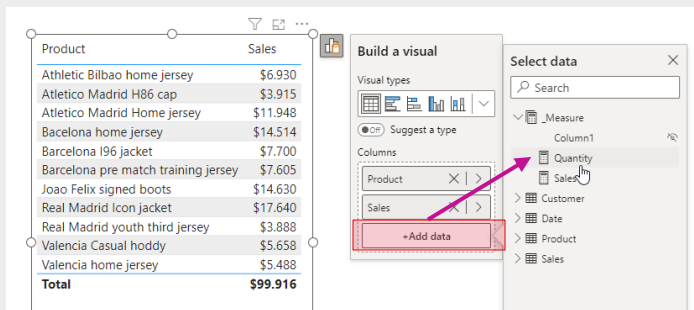 Product Sales
Athletic Bilbao home jersey $6.930
Atletico Madrid H86 cap $3.915
Atletico Madrid Home jersey $11.948
Bacelona home jersey $14.514
Barcelona I96 jacket $7.700
Barcelona pre match training jersey $7.605
Joao Felix signed boots $14.630
Real Madrid Icon jacket $17.640
Real Madrid youth third jersey $3.888
Valencia Casual hoddy $5.658
Valencia home jersey $5.488
Total $99.916
Build a visual
Visual types
Off Suggest a type
Columns
Product
Sales
+Add data
Select data
Search
_Measure
Column1
Quantity
Sales
Customer
Date
Product
Sales